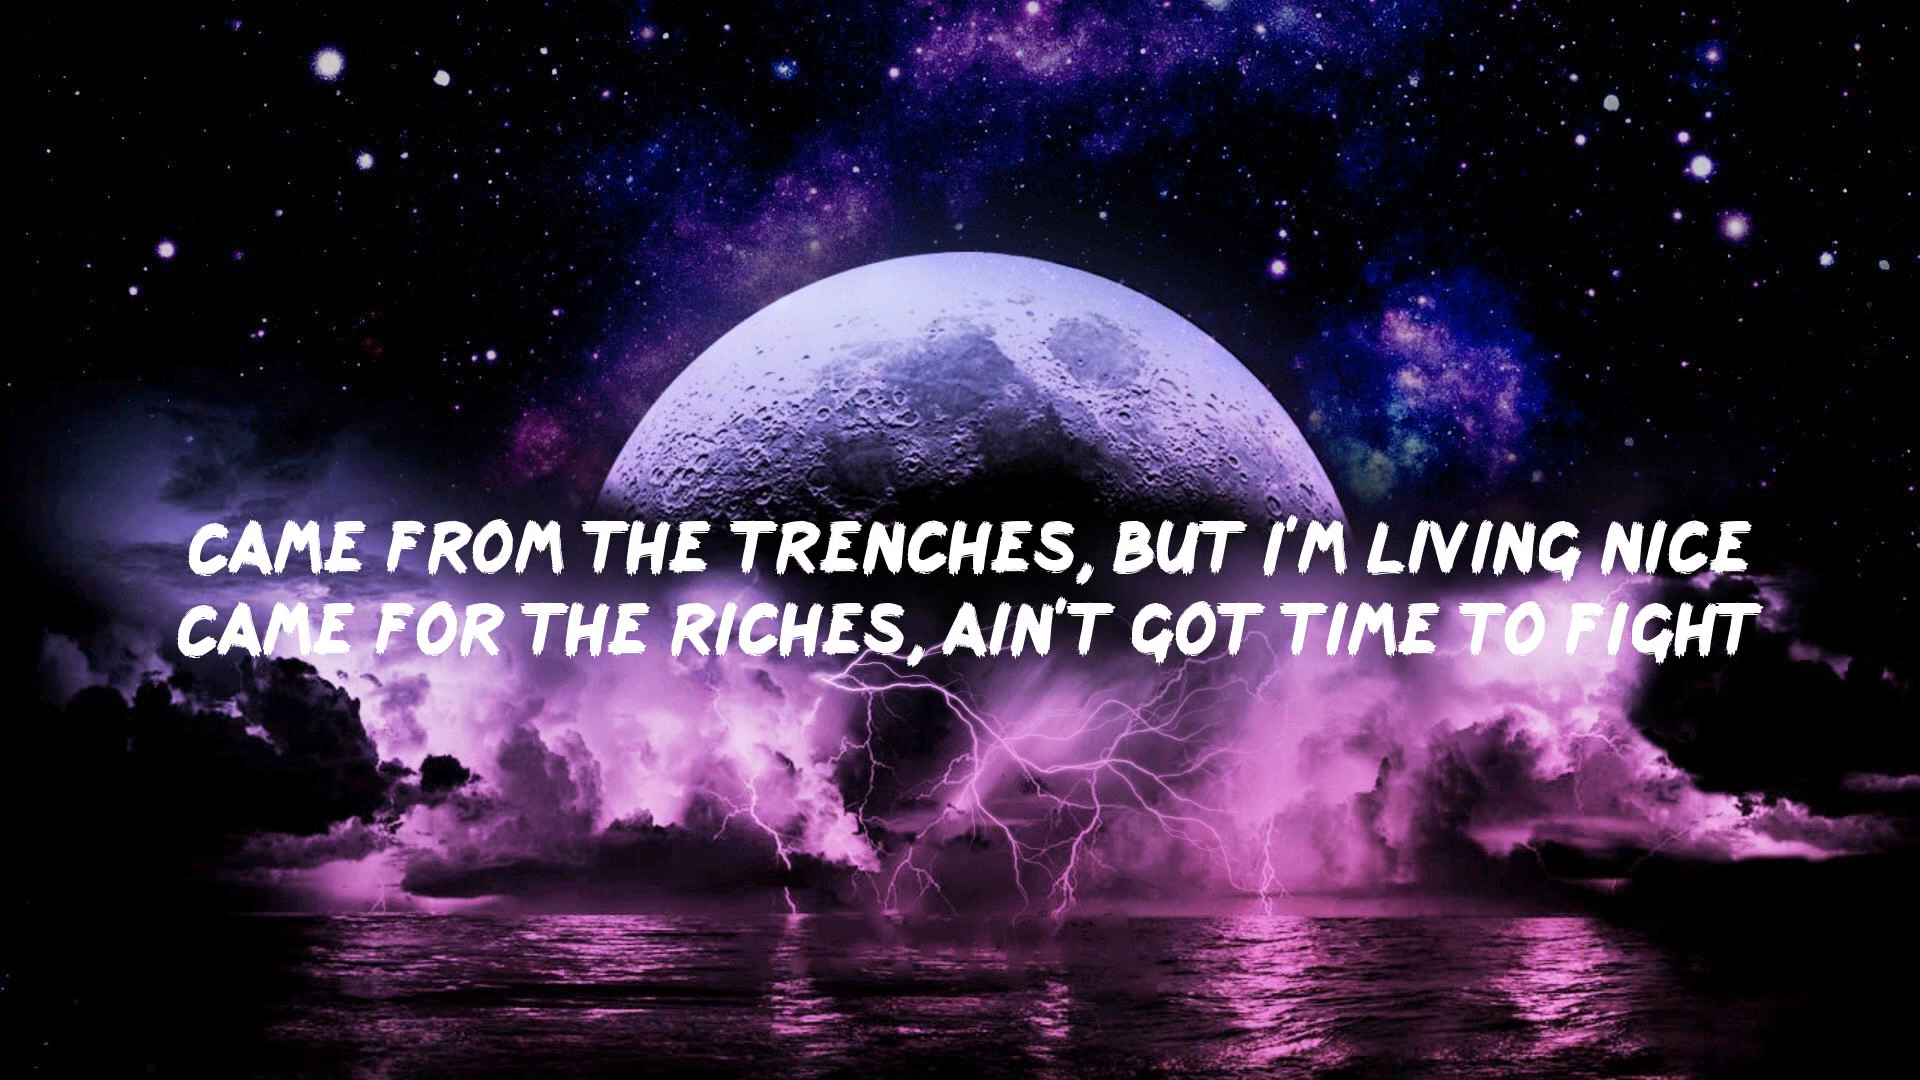 CAME FROM THE TRENCHES, BUT I'M LIVING NICE
CAME FOR THE RICHES, AIN'T GOT TIME TO FIGHT